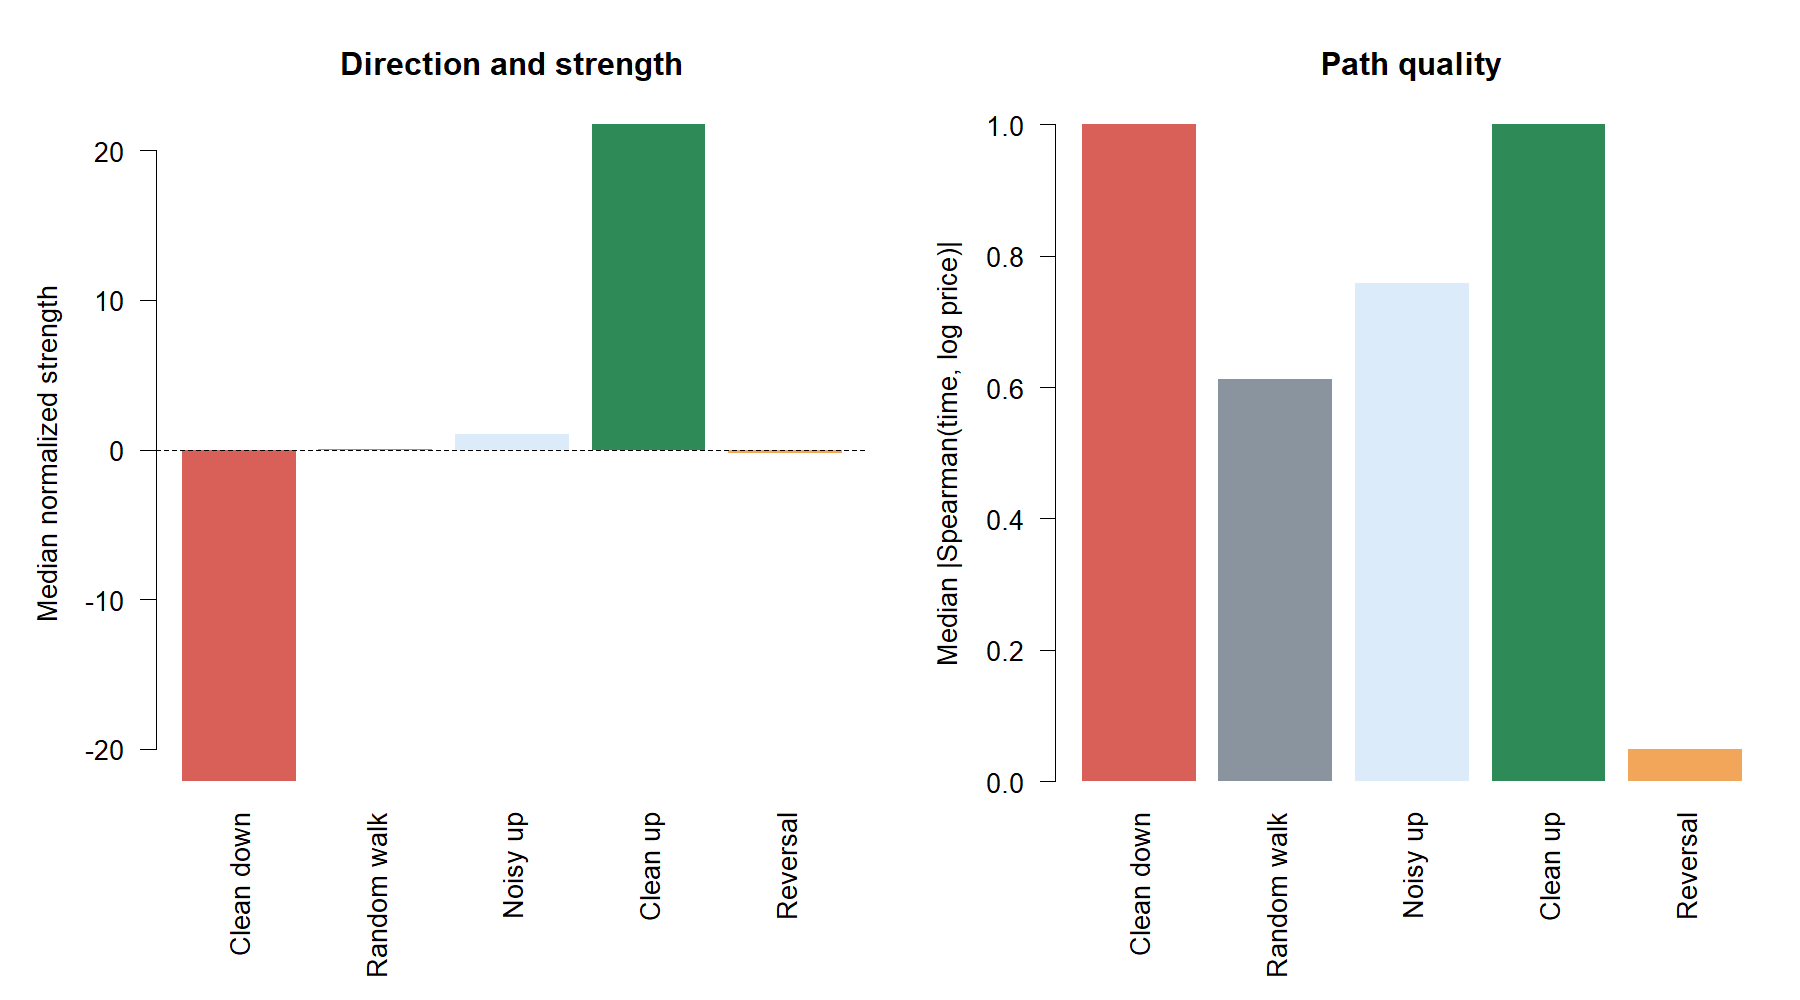 Direction and strength
Median normalized strength
20
10
0
-10
-20
Clean down
Random walk
Noisy up
Clean up
Reversal
Path quality
Median |Spearman(time, log price)|
1.0
0.8
0.6
0.4
0.2
0.0
Clean down
Random walk
Noisy up
Clean up
Reversal